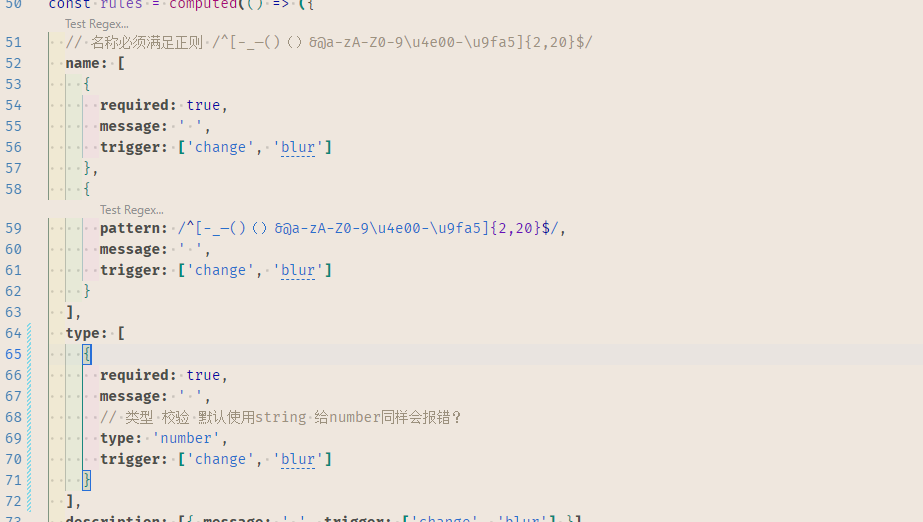 50 const rules = computed(() => ({
Test Regex...
51 // 名称必须满足正则 /^[-_—()（）&@a-zA-Z0-9\u4e00-\u9fa5]{2,20}$/
52 name: [
53 {
54 required: true,
55 message: ' ',
56 trigger: ['change', 'blur']
57 },
58 {
Test Regex...
59 pattern: /^[-_—()（）&@a-zA-Z0-9\u4e00-\u9fa5]{2,20}$/,
60 message: ' ',
61 trigger: ['change', 'blur']
62 }
63 ],
64 type: [
65 {
66 required: true,
67 message: ' ',
68 // 类型 校验 默认使用string 给number同样会报错?
69 type: 'number',
70 trigger: ['change', 'blur']
71 }
72 ],
73 description: [{ message: ' ', trigger: ['change', 'blur'] }]